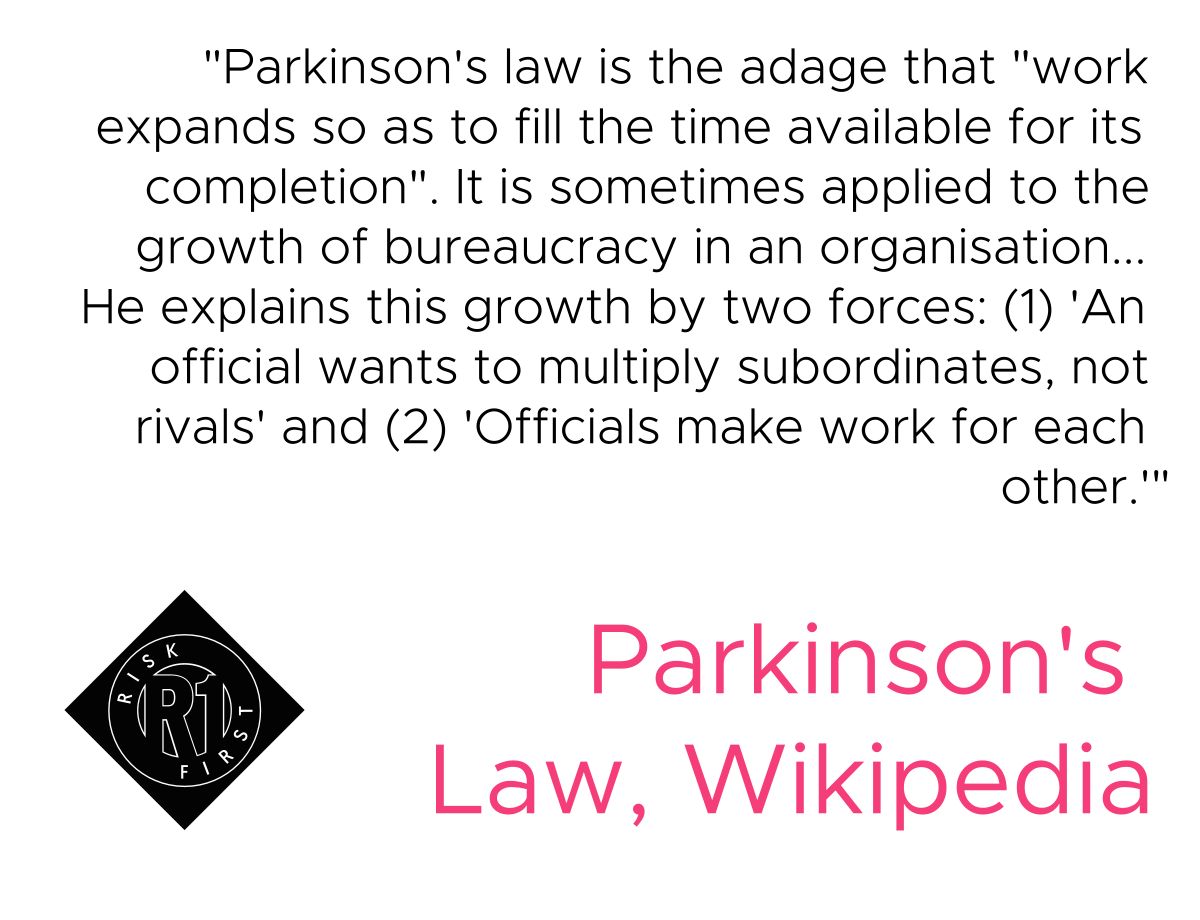 "Parkinson's law is the adage that "work
expands so as to fill the time available for its
completion". It is sometimes applied to the
growth of bureaucracy in an organisation...
He explains this growth by two forces: (1) 'An
official wants to multiply subordinates, not
rivals' and (2) 'Officials make work for each
other.'"
RISK
R1
FIRST
Parkinson's
Law, Wikipedia